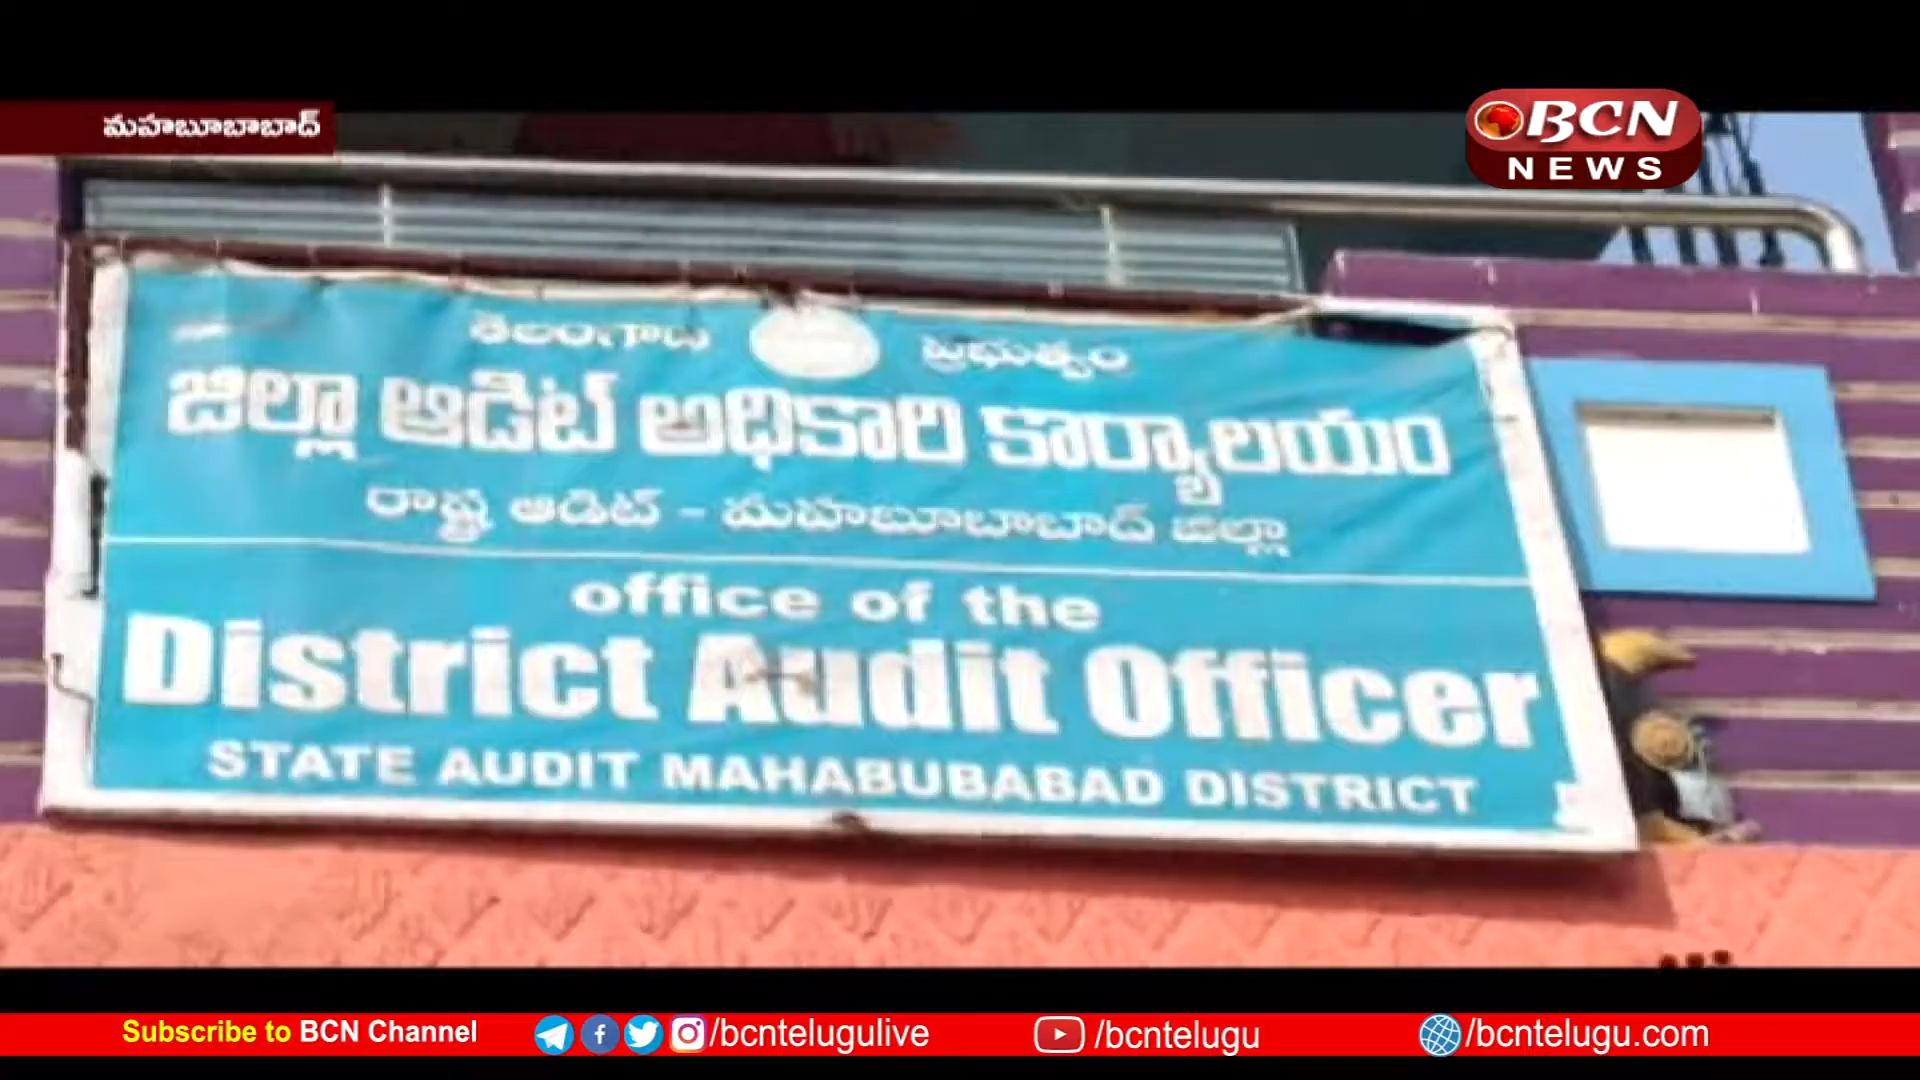 మహబూబాబాద్
BCN
NEWS
తెలంగాణ ప్రభుత్వం
జిల్లా ఆడిట్ అధికారి కార్యాలయం
రాష్ట్ర ఆడిట్ - మహబూబాబాద్ జిల్లా
office of the
District Audit Officer
STATE AUDIT MAHABUBABAD DISTRICT
Subscribe to BCN Channel /bcntelugulive /bcntelugu /bcntelugu.com